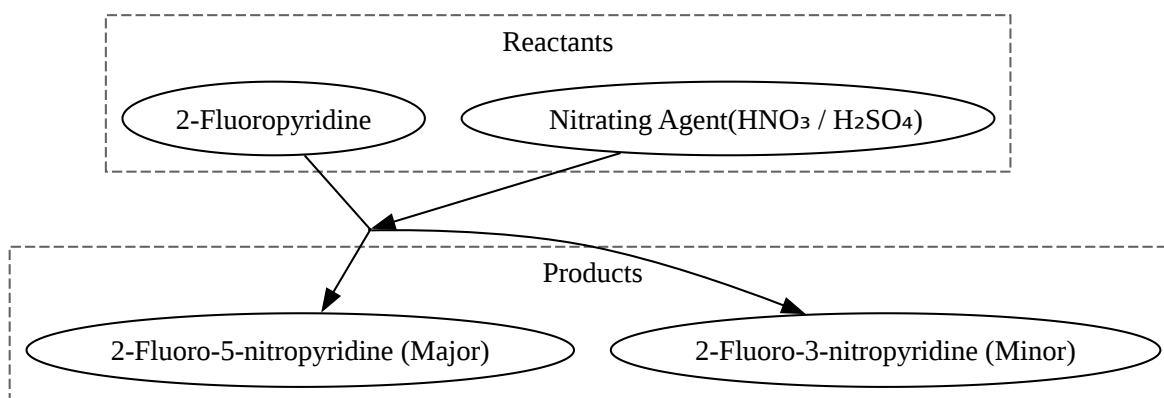 Reactants
2-Fluoropyridine
Nitrating Agent(HNO₃ / H₂SO₄)
Products
2-Fluoro-5-nitropyridine (Major)
2-Fluoro-3-nitropyridine (Minor)